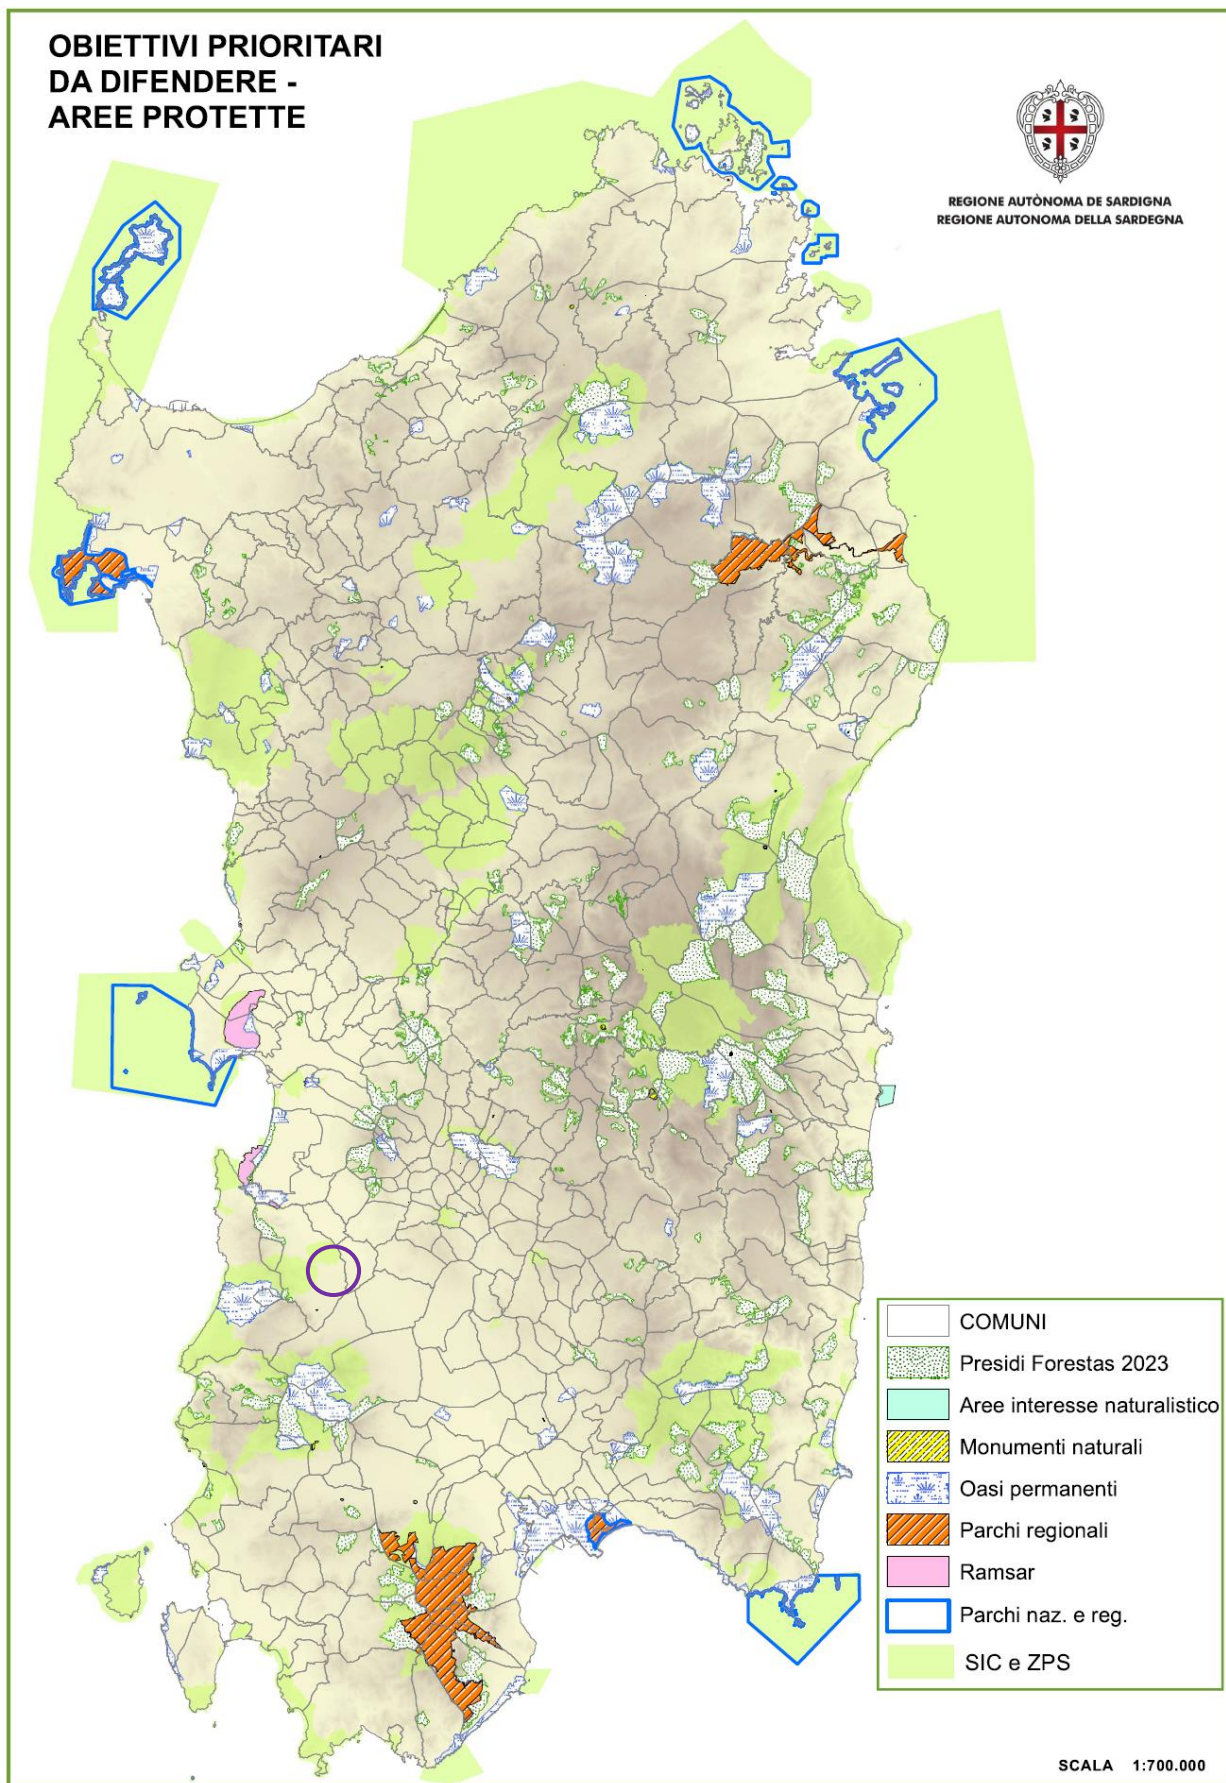 OBIETTIVI PRIORITARI
DA DIFENDERE -
AREE PROTETTE
REGIONE AUTÒNOMA DE SARDIGNA
REGIONE AUTONOMA DELLA SARDEGNA
COMUNI
Presidi Forestas 2023
Aree interesse naturalistico
Monumenti naturali
Oasi permanenti
Parchi regionali
Ramsar
Parchi naz. e reg.
SIC e ZPS
SCALA 1:700.000